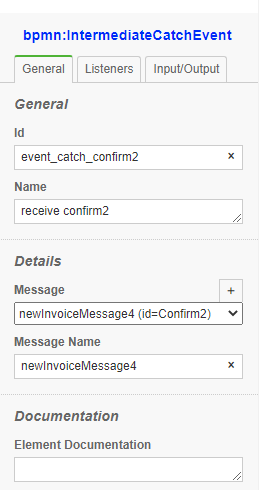 bpmn:IntermediateCatchEvent
General Listeners Input/Output
General
Id
event_catch_confirm2 ×
Name
receive confirm2
Details
Message +
newInvoiceMessage4 (id=Confirm2)
Message Name
newInvoiceMessage4 ×
Documentation
Element Documentation